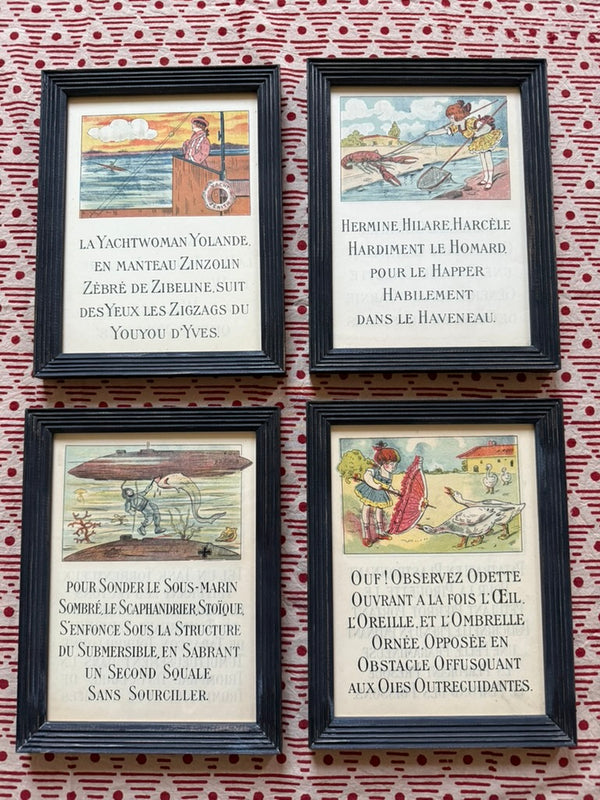 LA YACHTWOMAN YOLANDE,
EN MANTEAU ZINZOLIN
ZÉBRÉ DE ZIBELINE, SUIT
DES YEUX LES ZIGZAGS DU
YOUYOU D'YVES.
HERMINE, HILARE, HARCÈLE
HARDIMENT LE HOMARD,
POUR LE HAPPER
HABILEMENT
DANS LE HAVENEAU.
POUR SONDER LE SOUS-MARIN
SOMBRÉ, LE SCAPHANDRIER, STOÏQUE,
S'ENFONCE SOUS LA STRUCTURE
DU SUBMERSIBLE, EN SABRANT
UN SECOND SQUALE
SANS SOURCILLER.
OUF! OBSERVEZ ODETTE
OUVRANT A LA FOIS L'ŒIL,
L'OREILLE, ET L'OMBRELLE
ORNÉE, OPPOSÉE EN
OBSTACLE OFFUSQUANT
AUX OIES OUTRECUIDANTES.